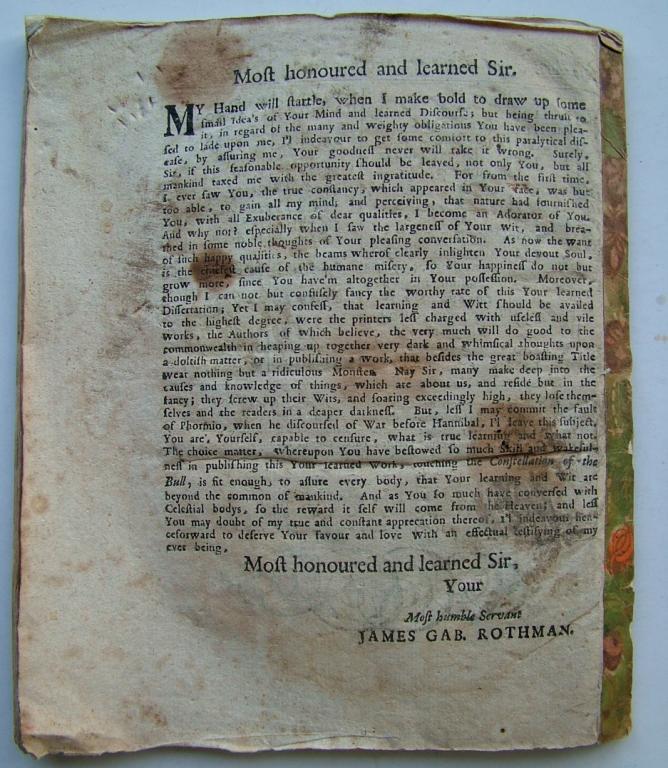 Moſt honoured and learned Sir.
MY Hand will ſtartle, when I make bold to draw up ſome
ſmall Idea's of Your Mind and learned Diſcourſe; but being thruſt to
it, in regard of the many and weighty obligations You have been plea-
ſed to lade upon me, I'l indeavour to get ſome comfort to this paralytical diſ-
eaſe, by aſſuring me, Your goodneſſ never will take it wrong. Surely,
Sir, if this ſeaſonable opportunity ſhould be leaved, not only You, but all
mankind taxed me with the greateſt ingratitude. For from the firſt time,
I ever ſaw You, the true conſtancy, which appeared in Your face, was but
too able, to gain all my mind; and perceiving, that nature had fourniſhed
You, with all Exuberance of dear qualities, I become an Adorator of You.
And why not? eſpecially when I ſaw the largeneſſ of Your Wit, and brea-
thed in ſome noble thoughts of Your pleaſing converſation. As now the want
of ſuch happy qualities, the beams wherof clearly inlighten Your devout Soul,
is the chiefeſt cauſe of the humane miſery, ſo Your happineſſ do not but
grow more, ſince You have'm altogether in Your poſſeſſion. Moreover,
though I can not but confuſely fancy the worthy rate of this Your learned
Diſſertation; Yet I may confeſſ, that learning and Witt ſhould be availed
to the higheſt degree, were the printers leſſ charged with uſeleſſ and vile
works, the Authors of which believe, the very much will do good to the
commonwealth in heaping up together very dark and whimſical thoughts upon
a doltiſh matter, or in publiſhing a work, that beſides the great boaſting Title
wear nothing but a ridiculous Monſter. Nay Sir, many make deep into the
cauſes and knowledge of things, which are about us, and reſide but in the
fancy; they ſcrew up their Wits, and ſoaring exceedingly high, they loſe them-
ſelves and the readers in a deaper darkneſſ. But, leſſ I may commit the fault
of Phormio, when he diſcourſed of War before Hannibal, I'l leave this ſubject.
You are, Yourſelf, capable to cenſure, what is true learning and what not.
The choice matter, whereupon You have beſtowed ſo much Skill and wakeful-
neſſ in publiſhing this Your learned Work, touching the Conſtellation of the
Bull, is fit enough, to aſſure every body, that Your learning and Wit are
beyond the common of mankind. And as You ſo much have converſed with
Celeſtial bodys, ſo the reward it ſelf will come from the Heaven; and leſſ
You may doubt of my true and conſtant apprecation thereof, I'l indeavour hen-
ceforward to deſerve Your favour and love with an effectual teſtifying of my
ever being,
Moſt honoured and learned Sir,
Your
Moſt humble Servant
JAMES GAB. ROTHMAN.